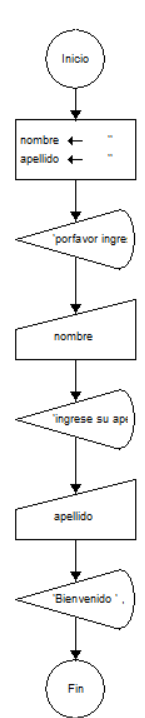 Inicio
nombre ← ''
apellido ← ''
'porfavor ingre
nombre
'ingrese su ape
apellido
'Bienvenido ' ,
Fin